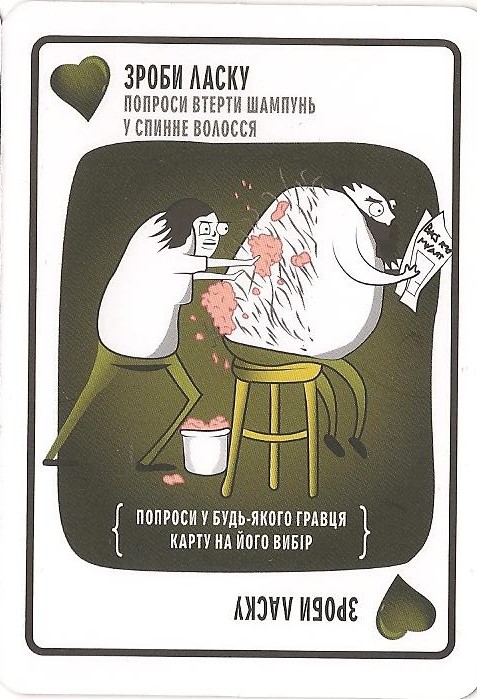 ЗРОБИ ЛАСКУ
ПОПРОСИ ВТЕРТИ ШАМПУНЬ
У СПИННЕ ВОЛОССЯ
{ ПОПРОСИ У БУДЬ-ЯКОГО ГРАВЦЯ
КАРТУ НА ЙОГО ВИБІР }
ЗРОБИ ЛАСКУ